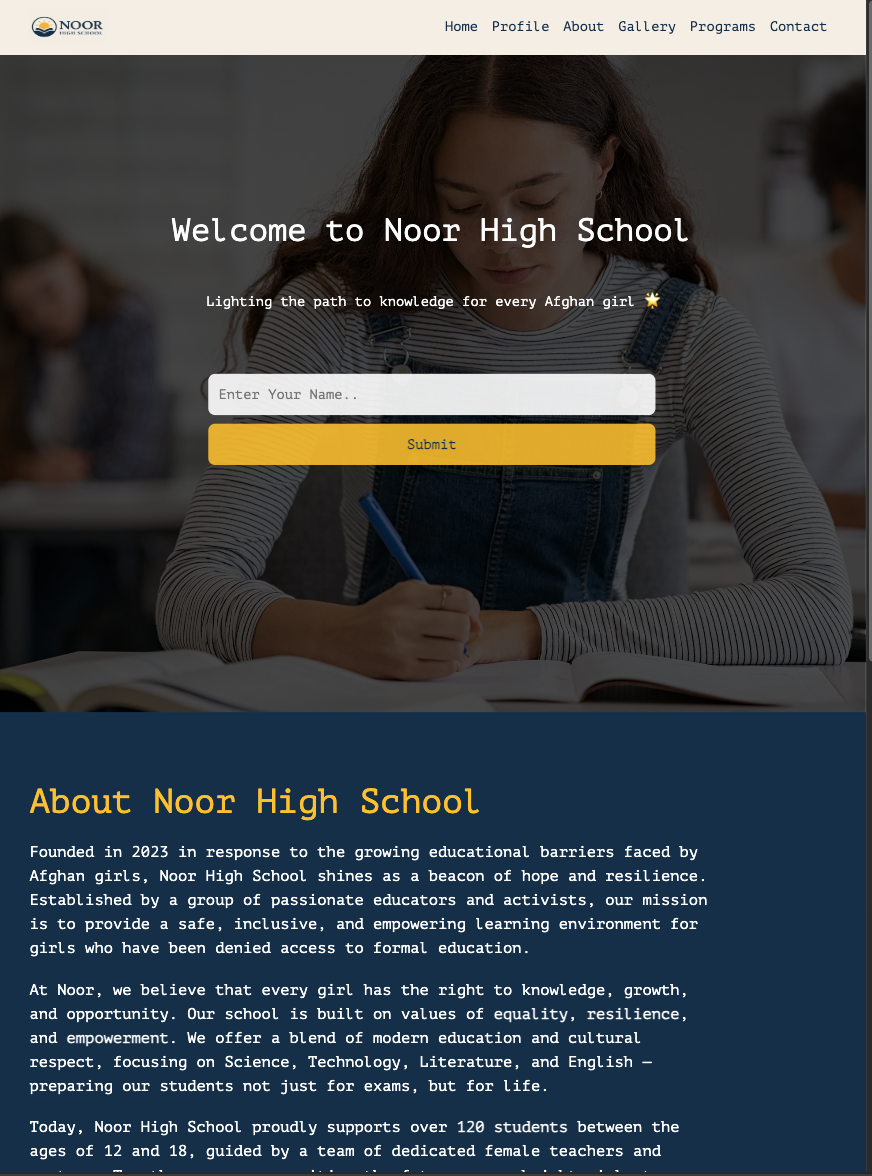 NOOR
HIGH SCHOOL
Home Profile About Gallery Programs Contact
Welcome to Noor High School
Lighting the path to knowledge for every Afghan girl 🌟
Enter Your Name..
Submit
About Noor High School
Founded in 2023 in response to the growing educational barriers faced by
Afghan girls, Noor High School shines as a beacon of hope and resilience.
Established by a group of passionate educators and activists, our mission
is to provide a safe, inclusive, and empowering learning environment for
girls who have been denied access to formal education.
At Noor, we believe that every girl has the right to knowledge, growth,
and opportunity. Our school is built on values of equality, resilience,
and empowerment. We offer a blend of modern education and cultural
respect, focusing on Science, Technology, Literature, and English —
preparing our students not just for exams, but for life.
Today, Noor High School proudly supports over 120 students between the
ages of 12 and 18, guided by a team of dedicated female teachers and